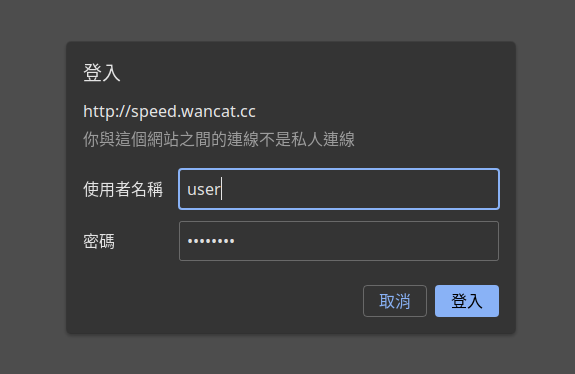 登入
http://speed.wancat.cc
你與這個網站之間的連線不是私人連線
使用者名稱 user
密碼 ••••••••
取消 登入